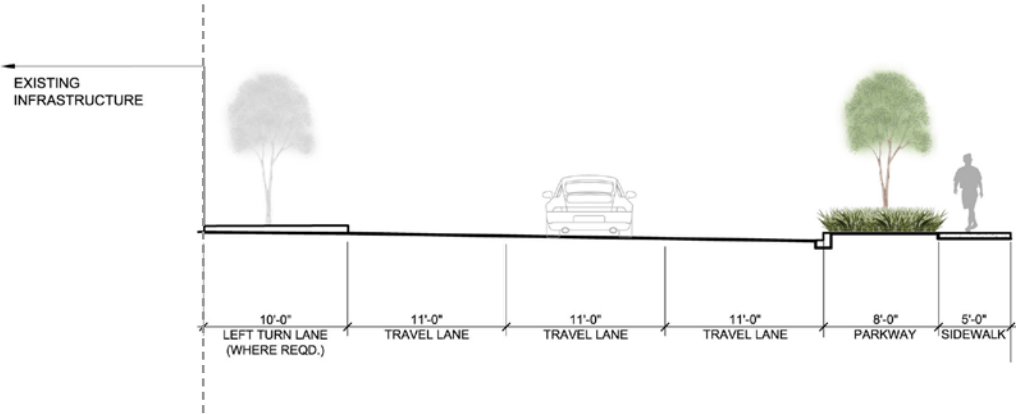 EXISTING
INFRASTRUCTURE
10'-0"
LEFT TURN LANE
(WHERE REQD.)
11'-0"
TRAVEL LANE
11'-0"
TRAVEL LANE
11'-0"
TRAVEL LANE
8'-0"
PARKWAY
5'-0"
SIDEWALK